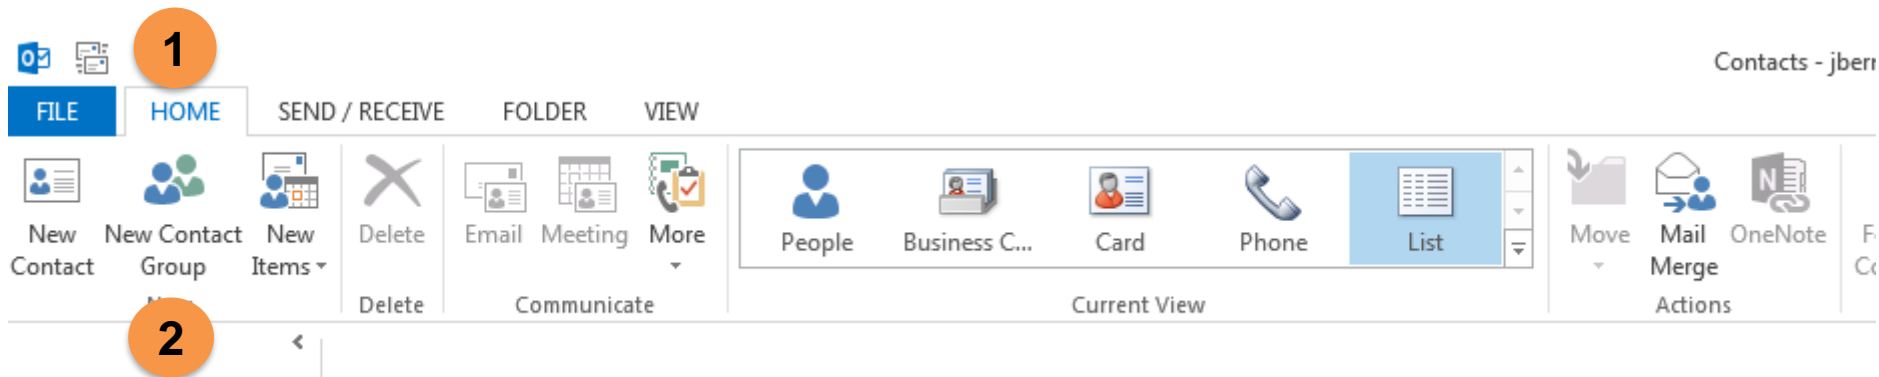 1
Contacts - jberr
FILE HOME SEND / RECEIVE FOLDER VIEW
New Contact
New Contact Group
New Items
Delete
Email
Meeting
More
People
Business C...
Card
Phone
List
Move
Mail Merge
OneNote
Delete
Communicate
Current View
Actions
2